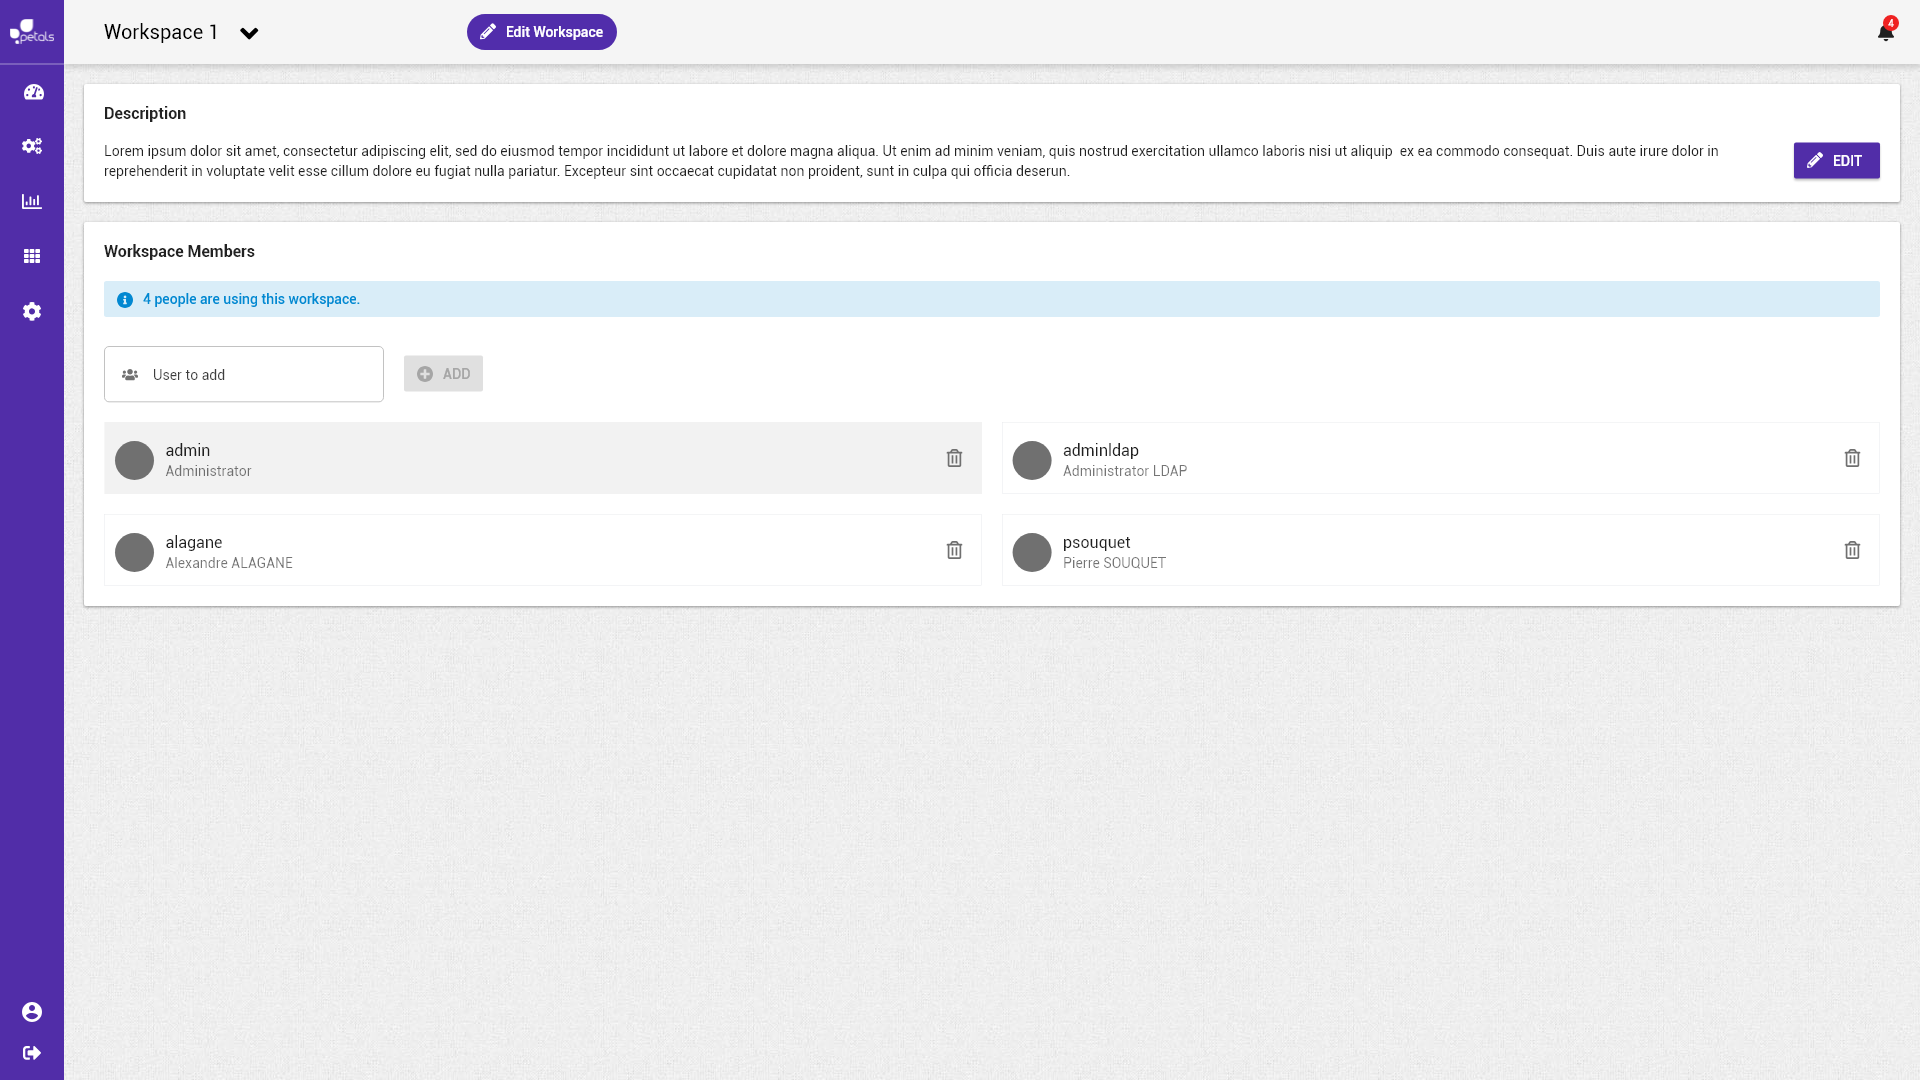 petals
Workspace 1
Edit Workspace
4
Description
Lorem ipsum dolor sit amet, consectetur adipiscing elit, sed do eiusmod tempor incididunt ut labore et dolore magna aliqua. Ut enim ad minim veniam, quis nostrud exercitation ullamco laboris nisi ut aliquip  ex ea commodo consequat. Duis aute irure dolor in
reprehenderit in voluptate velit esse cillum dolore eu fugiat nulla pariatur. Excepteur sint occaecat cupidatat non proident, sunt in culpa qui officia deserun.
EDIT
Workspace Members
4 people are using this workspace.
User to add
ADD
admin
Administrator
adminldap
Administrator LDAP
alagane
Alexandre ALAGANE
psouquet
Pierre SOUQUET